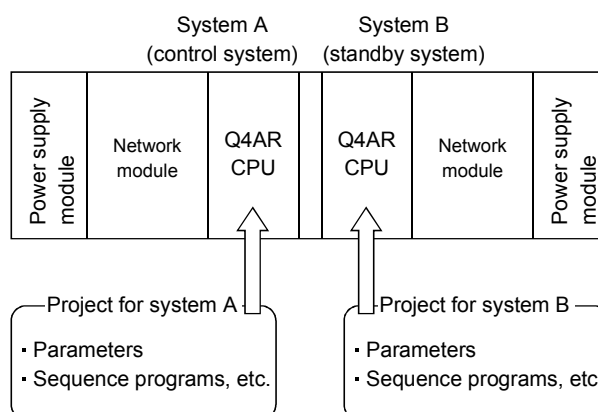 System A
(control system)
System B
(standby system)
Power supply
module
Network
module
Q4AR
CPU
Q4AR
CPU
Network
module
Power supply
module
Project for system A
· Parameters
· Sequence programs, etc.
Project for system B
· Parameters
· Sequence programs, etc